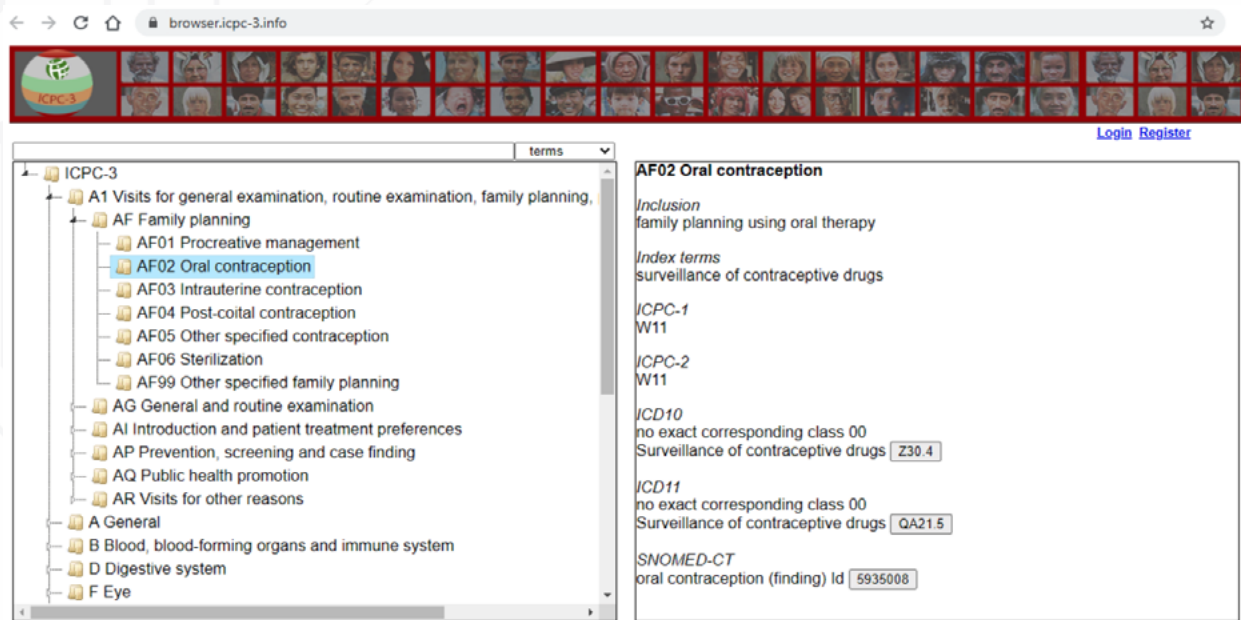 browser.icpc-3.info
ICPC-3
Login Register
terms
ICPC-3
A1 Visits for general examination, routine examination, family planning,
AF Family planning
AF01 Procreative management
AF02 Oral contraception
AF03 Intrauterine contraception
AF04 Post-coital contraception
AF05 Other specified contraception
AF06 Sterilization
AF99 Other specified family planning
AG General and routine examination
AI Introduction and patient treatment preferences
AP Prevention, screening and case finding
AQ Public health promotion
AR Visits for other reasons
A General
B Blood, blood-forming organs and immune system
D Digestive system
F Eye
AF02 Oral contraception
Inclusion
family planning using oral therapy
Index terms
surveillance of contraceptive drugs
ICPC-1
W11
ICPC-2
W11
ICD10
no exact corresponding class 00
Surveillance of contraceptive drugs Z30.4
ICD11
no exact corresponding class 00
Surveillance of contraceptive drugs QA21.5
SNOMED-CT
oral contraception (finding) Id 5935008